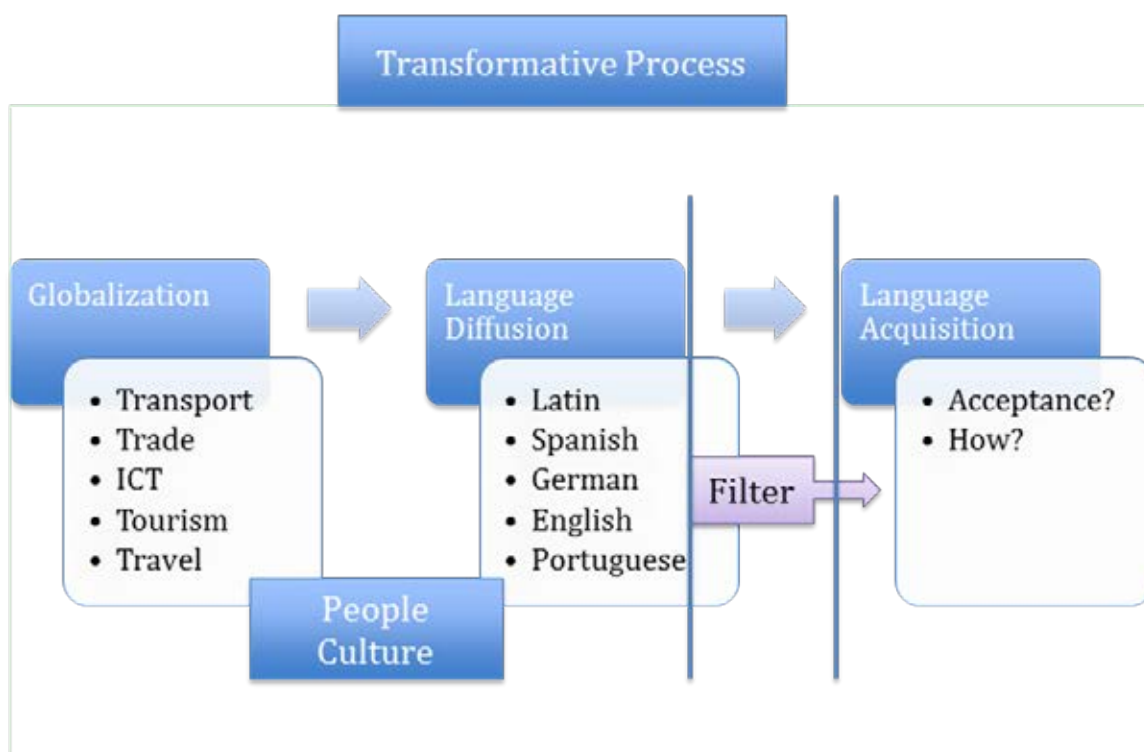 Transformative Process
Globalization
• Transport
• Trade
• ICT
• Tourism
• Travel
People
Culture
Language
Diffusion
• Latin
• Spanish
• German
• English
• Portuguese
Filter
Language
Acquisition
• Acceptance?
• How?